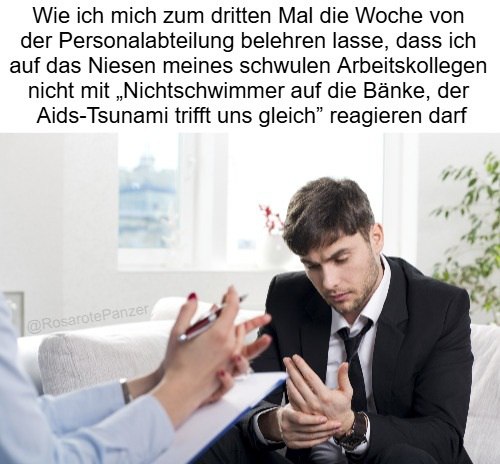 Wie ich mich zum dritten Mal die Woche von
der Personalabteilung belehren lasse, dass ich
auf das Niesen meines schwulen Arbeitskollegen
nicht mit „Nichtschwimmer auf die Bänke, der
Aids-Tsunami trifft uns gleich” reagieren darf
@RosarotePanzer